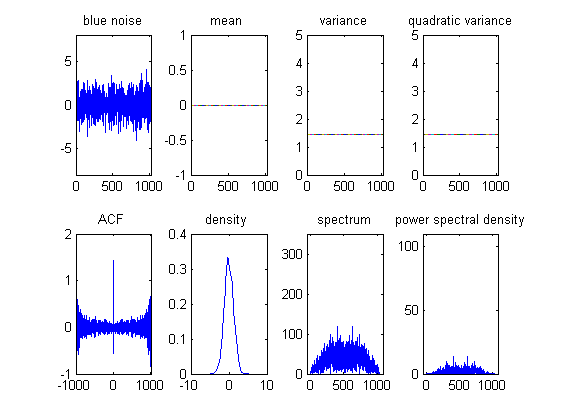 blue noise mean variance quadratic variance
5 1 5 5
0.5 4 4
0 0 3 3
2 2
-5 -0.5 1 1
-1 0 0
0 500 1000 0 500 1000 0 500 1000 0 500 1000
ACF density spectrum power spectral density
2 0.4
300 100
1 0.3
200
0.2 50
0 100
0.1
-1 0 0 0
-1000 0 1000 -10 0 10 0 500 1000 0 500 1000